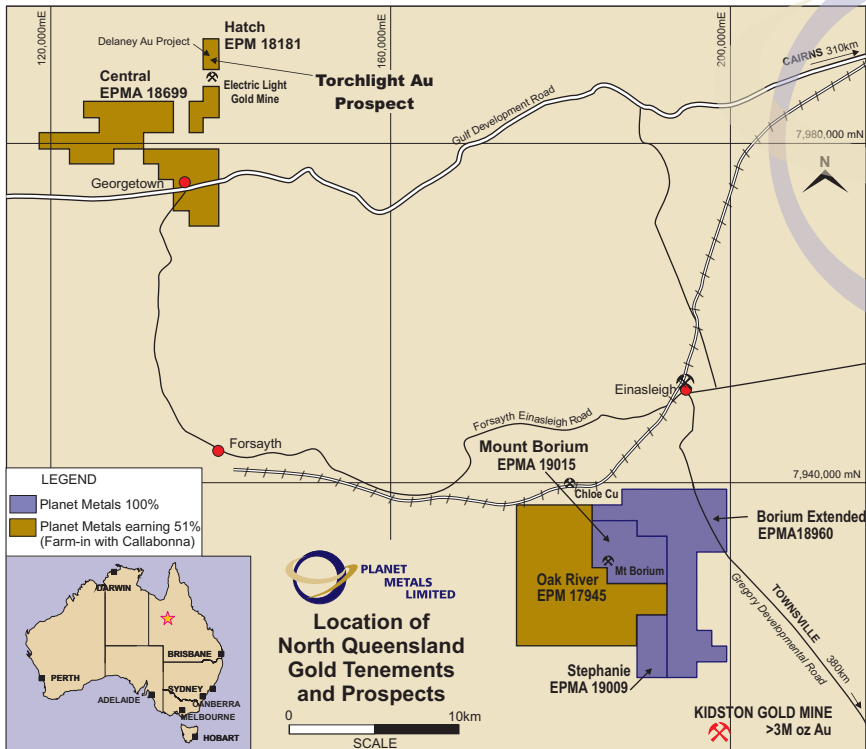 120,000mE
160,000mE
200,000mE
Hatch
EPM 18181
Delaney Au Project
Torchlight Au
Prospect
Electric Light
Gold Mine
Central
EPMA 18699
CAIRNS 310km
Gulf Development Road
7,980,000 mN
N
Georgetown
Einasleigh
Forsayth Einasleigh Road
Forsayth
Mount Borium
EPMA 19015
7,940,000 mN
Chloe Cu
LEGEND
Planet Metals 100%
Planet Metals earning 51%
(Farm-in with Callabonna)
Borium Extended
EPMA18960
Mt Borium
Oak River
EPM 17945
Stephanie
EPMA 19009
TOWNSVILLE
380km
Gregory Developmental Road
PLANET
METALS
LIMITED
Location of
North Queensland
Gold Tenements
and Prospects
0
10km
SCALE
KIDSTON GOLD MINE
>3M oz Au
DARWIN
BRISBANE
PERTH
SYDNEY
ADELAIDE
CANBERRA
MELBOURNE
HOBART